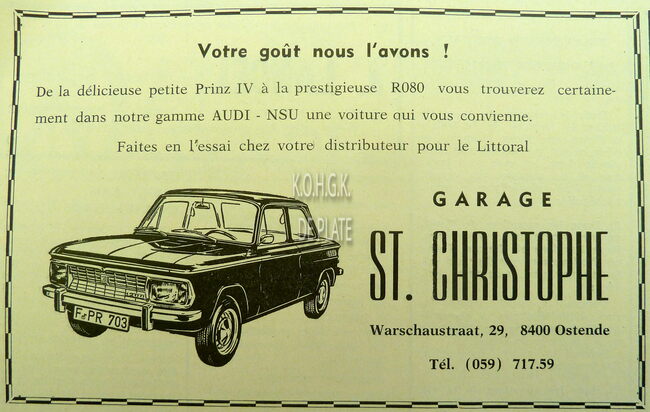 Votre goût nous l'avons !
De la délicieuse petite Prinz IV à la prestigieuse R080 vous trouverez certaine-
ment dans notre gamme AUDI - NSU une voiture qui vous convienne.
Faites en l'essai chez votre distributeur pour le Littoral
K.O.H.G.K.
DE PLATE
GARAGE
ST. CHRISTOPHE
Warschaustraat, 29, 8400 Ostende
Tél. (059) 717.59
F-PR 703